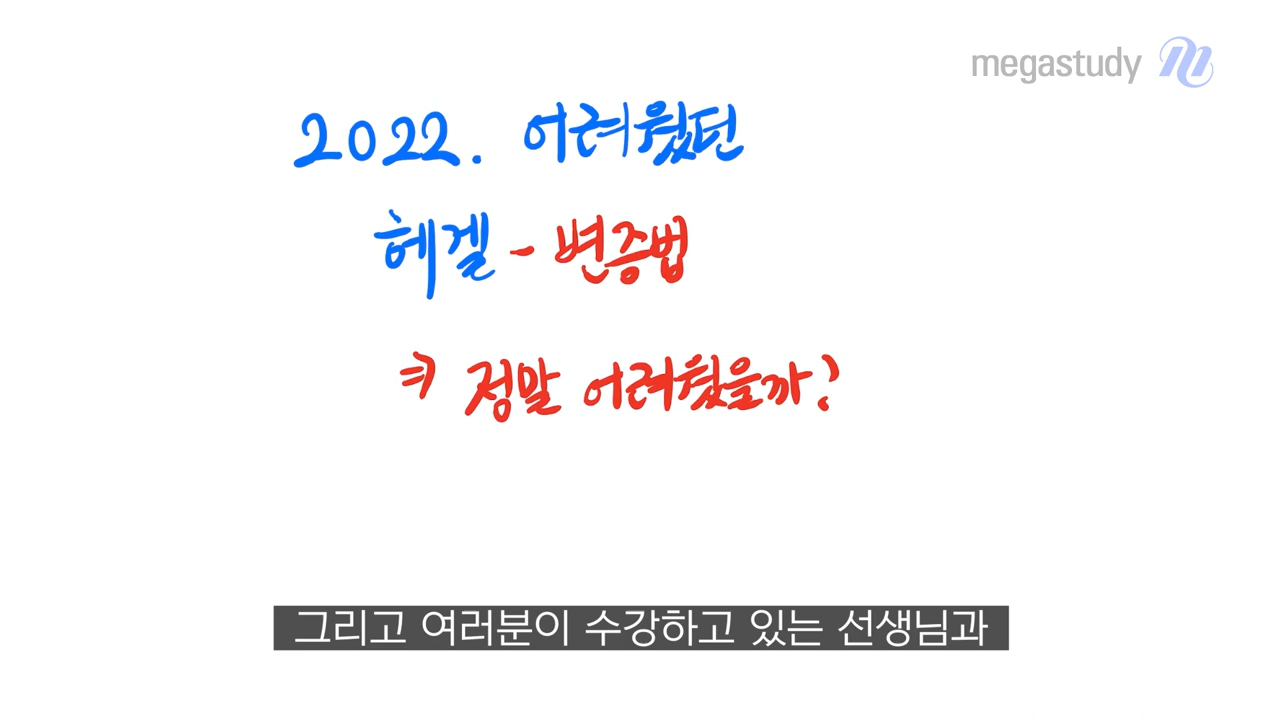 megastudy
2022. 어려웠던
헤겔 - 변증법
⇒ 정말 어려웠을까?
그리고 여러분이 수강하고 있는 선생님과